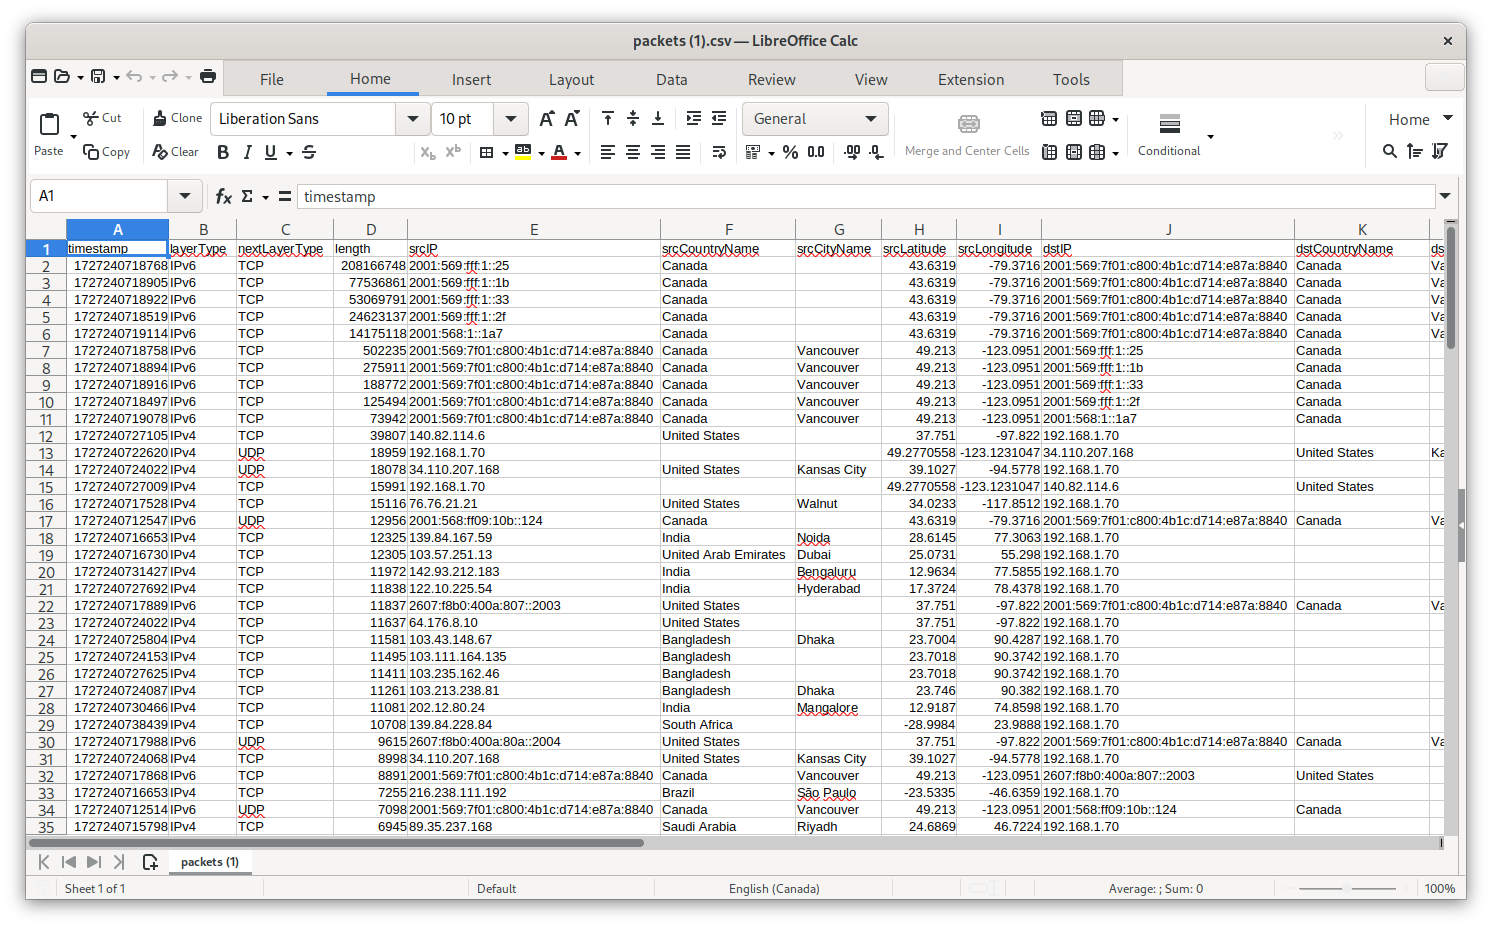 packets (1).csv — LibreOffice Calc
File Home Insert Layout Data Review View Extension Tools
Paste Cut Clone Liberation Sans 10 pt General Merge and Center Cells Conditional Home
Copy Clear
A1 timestamp
A B C D E F G H I J K
1 timestamp layerType nextLayerType length srcIP srcCountryName srcCityName srcLatitude srcLongitude dstIP dstCountryName ds
2 1727240718768 IPv6 TCP 208166748 2001:569:fff:1::25 Canada 43.6319 -79.3716 2001:569:7f01:c800:4b1c:d714:e87a:8840 Canada Va
3 1727240718905 IPv6 TCP 77536861 2001:569:fff:1::1b Canada 43.6319 -79.3716 2001:569:7f01:c800:4b1c:d714:e87a:8840 Canada Va
4 1727240718922 IPv6 TCP 53069791 2001:569:fff:1::33 Canada 43.6319 -79.3716 2001:569:7f01:c800:4b1c:d714:e87a:8840 Canada Va
5 1727240718519 IPv6 TCP 24623137 2001:569:fff:1::2f Canada 43.6319 -79.3716 2001:569:7f01:c800:4b1c:d714:e87a:8840 Canada Va
6 1727240719114 IPv6 TCP 14175118 2001:568:1::1a7 Canada 43.6319 -79.3716 2001:569:7f01:c800:4b1c:d714:e87a:8840 Canada Va
7 1727240718758 IPv6 TCP 502235 2001:569:7f01:c800:4b1c:d714:e87a:8840 Canada Vancouver 49.213 -123.0951 2001:569:fff:1::25 Canada
8 1727240718894 IPv6 TCP 275911 2001:569:7f01:c800:4b1c:d714:e87a:8840 Canada Vancouver 49.213 -123.0951 2001:569:fff:1::1b Canada
9 1727240718916 IPv6 TCP 188772 2001:569:7f01:c800:4b1c:d714:e87a:8840 Canada Vancouver 49.213 -123.0951 2001:569:fff:1::33 Canada
10 1727240718497 IPv6 TCP 125494 2001:569:7f01:c800:4b1c:d714:e87a:8840 Canada Vancouver 49.213 -123.0951 2001:569:fff:1::2f Canada
11 1727240719078 IPv6 TCP 73942 2001:569:7f01:c800:4b1c:d714:e87a:8840 Canada Vancouver 49.213 -123.0951 2001:568:1::1a7 Canada
12 1727240727105 IPv4 TCP 39807 140.82.114.6 United States 37.751 -97.822 192.168.1.70
13 1727240722620 IPv4 UDP 18959 192.168.1.70 49.2770558 -123.1231047 34.110.207.168 United States Ka
14 1727240724022 IPv4 UDP 18078 34.110.207.168 United States Kansas City 39.1027 -94.5778 192.168.1.70
15 1727240727009 IPv4 TCP 15991 192.168.1.70 49.2770558 -123.1231047 140.82.114.6 United States
16 1727240717528 IPv4 TCP 15116 76.76.21.21 United States Walnut 34.0233 -117.8512 192.168.1.70
17 1727240712547 IPv6 UDP 12956 2001:568:ff09:10b::124 Canada 43.6319 -79.3716 2001:569:7f01:c800:4b1c:d714:e87a:8840 Canada Va
18 1727240716653 IPv4 TCP 12325 139.84.167.59 India Noida 28.6145 77.3063 192.168.1.70
19 1727240716730 IPv4 TCP 12305 103.57.251.13 United Arab Emirates Dubai 25.0731 55.298 192.168.1.70
20 1727240731427 IPv4 TCP 11972 142.93.212.183 India Bengaluru 12.9634 77.5855 192.168.1.70
21 1727240727692 IPv4 TCP 11838 122.10.225.54 India Hyderabad 17.3724 78.4378 192.168.1.70
22 1727240717889 IPv6 TCP 11837 2607:f8b0:400a:807::2003 United States 37.751 -97.822 2001:569:7f01:c800:4b1c:d714:e87a:8840 Canada Va
23 1727240724022 IPv4 TCP 11637 64.176.8.10 United States 37.751 -97.822 192.168.1.70
24 1727240725804 IPv4 TCP 11581 103.43.148.67 Bangladesh Dhaka 23.7004 90.4287 192.168.1.70
25 1727240724153 IPv4 TCP 11495 103.111.164.135 Bangladesh 23.7018 90.3742 192.168.1.70
26 1727240727625 IPv4 TCP 11411 103.235.162.46 Bangladesh 23.7018 90.3742 192.168.1.70
27 1727240724087 IPv4 TCP 11261 103.213.238.81 Bangladesh Dhaka 23.746 90.382 192.168.1.70
28 1727240730466 IPv4 TCP 11081 202.12.80.24 India Mangalore 12.9187 74.8598 192.168.1.70
29 1727240738439 IPv4 TCP 10708 139.84.228.84 South Africa -28.9984 23.9888 192.168.1.70
30 1727240717988 IPv6 UDP 9615 2607:f8b0:400a:80a::2004 United States 37.751 -97.822 2001:569:7f01:c800:4b1c:d714:e87a:8840 Canada Va
31 1727240724068 IPv4 TCP 8998 34.110.207.168 United States Kansas City 39.1027 -94.5778 192.168.1.70
32 1727240717868 IPv6 TCP 8891 2001:569:7f01:c800:4b1c:d714:e87a:8840 Canada Vancouver 49.213 -123.0951 2607:f8b0:400a:807::2003 United States
33 1727240716653 IPv4 TCP 7255 216.238.111.192 Brazil São Paulo -23.5335 -46.6359 192.168.1.70
34 1727240712514 IPv6 UDP 7098 2001:569:7f01:c800:4b1c:d714:e87a:8840 Canada Vancouver 49.213 -123.0951 2001:568:ff09:10b::124 Canada
35 1727240715798 IPv4 TCP 6945 89.35.237.168 Saudi Arabia Riyadh 24.6869 46.7224 192.168.1.70
packets (1)
Sheet 1 of 1 Default English (Canada) Average: ; Sum: 0 100%